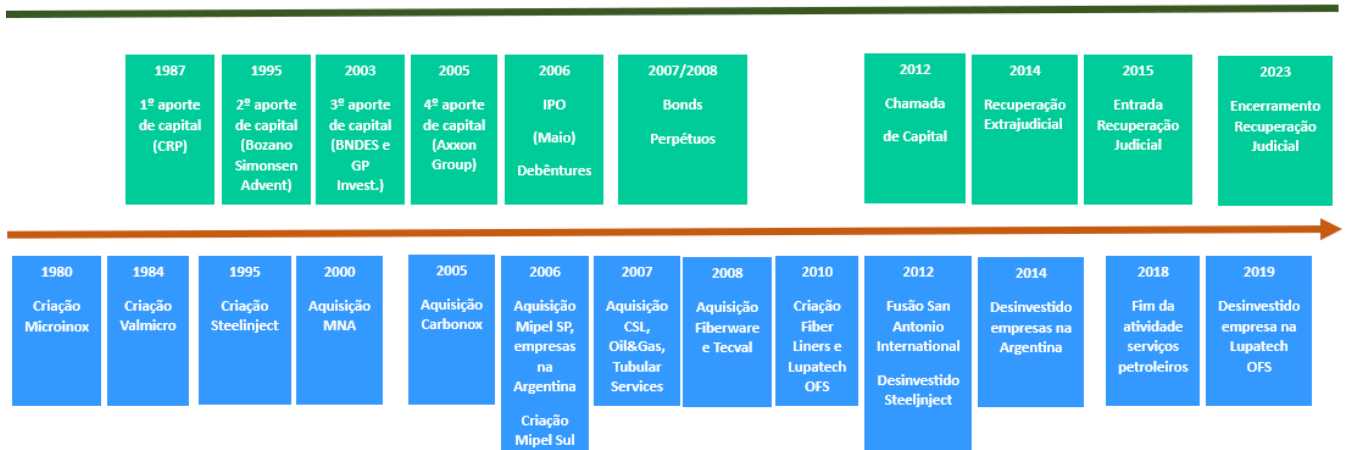 1987
1º aporte
de capital
(CRP)
1995
2º aporte
de capital
(Bozano
Simonsen
Advent)
2003
3º aporte
de capital
(BNDES e
GP
Invest.)
2005
4º aporte
de capital
(Axxon
Group)
2006
IPO
(Maio)
Debêntures
2007/2008
Bonds
Perpétuos
2012
Chamada
de Capital
2014
Recuperação
Extrajudicial
2015
Entrada
Recuperação
Judicial
2023
Encerramento
Recuperação
Judicial
1980
Criação
Microinox
1984
Criação
Valmicro
1995
Criação
Steelinject
2000
Aquisição
MNA
2005
Aquisição
Carbonox
2006
Aquisição
Mipel SP,
empresas
na
Argentina
Criação
Mipel Sul
2007
Aquisição
CSL,
Oil&Gas,
Tubular
Services
2008
Aquisição
Fiberware
e Tecval
2010
Criação
Fiber
Liners e
Lupatech
OFS
2012
Fusão San
Antonio
International
Desinvestido
Steeljnject
2014
Desinvestido
empresas na
Argentina
2018
Fim da
atividade
serviços
petroleiros
2019
Desinvestido
empresa na
Lupatech
OFS